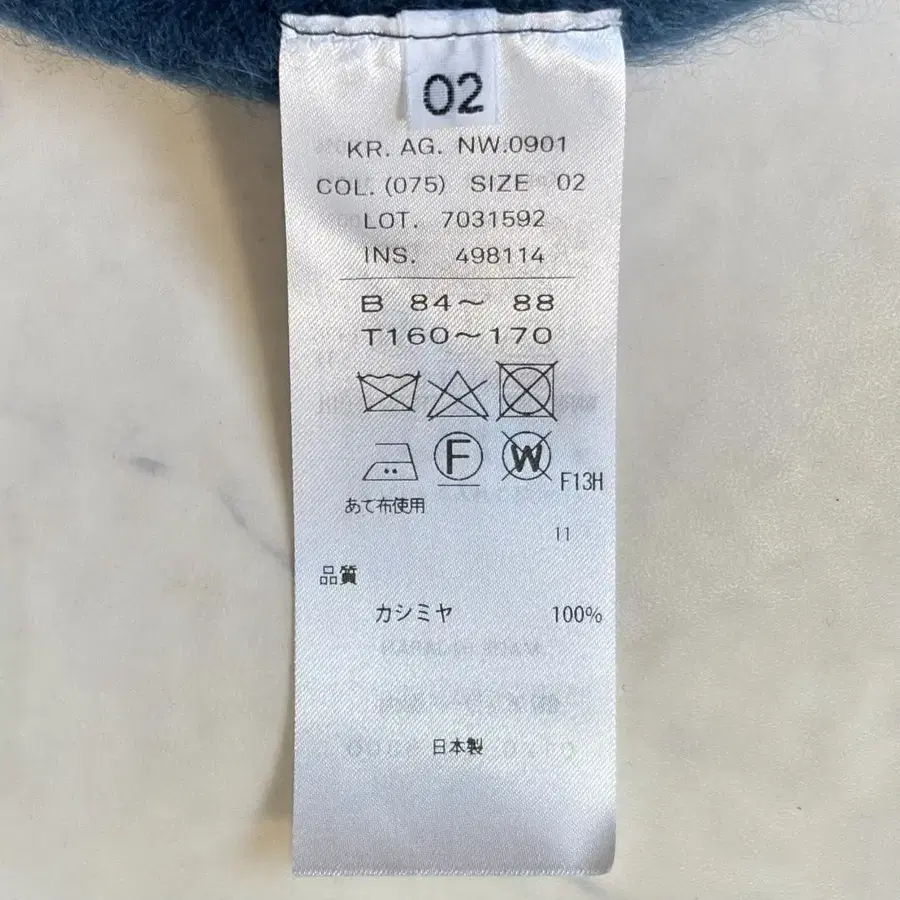 02
KR. AG. NW.0901
COL. (075) SIZE 02
LOT. 7031592
INS. 498114
B 84～ 88
T160～170
F W F13H
あて布使用
11
品質
カシミヤ 100%
日本製